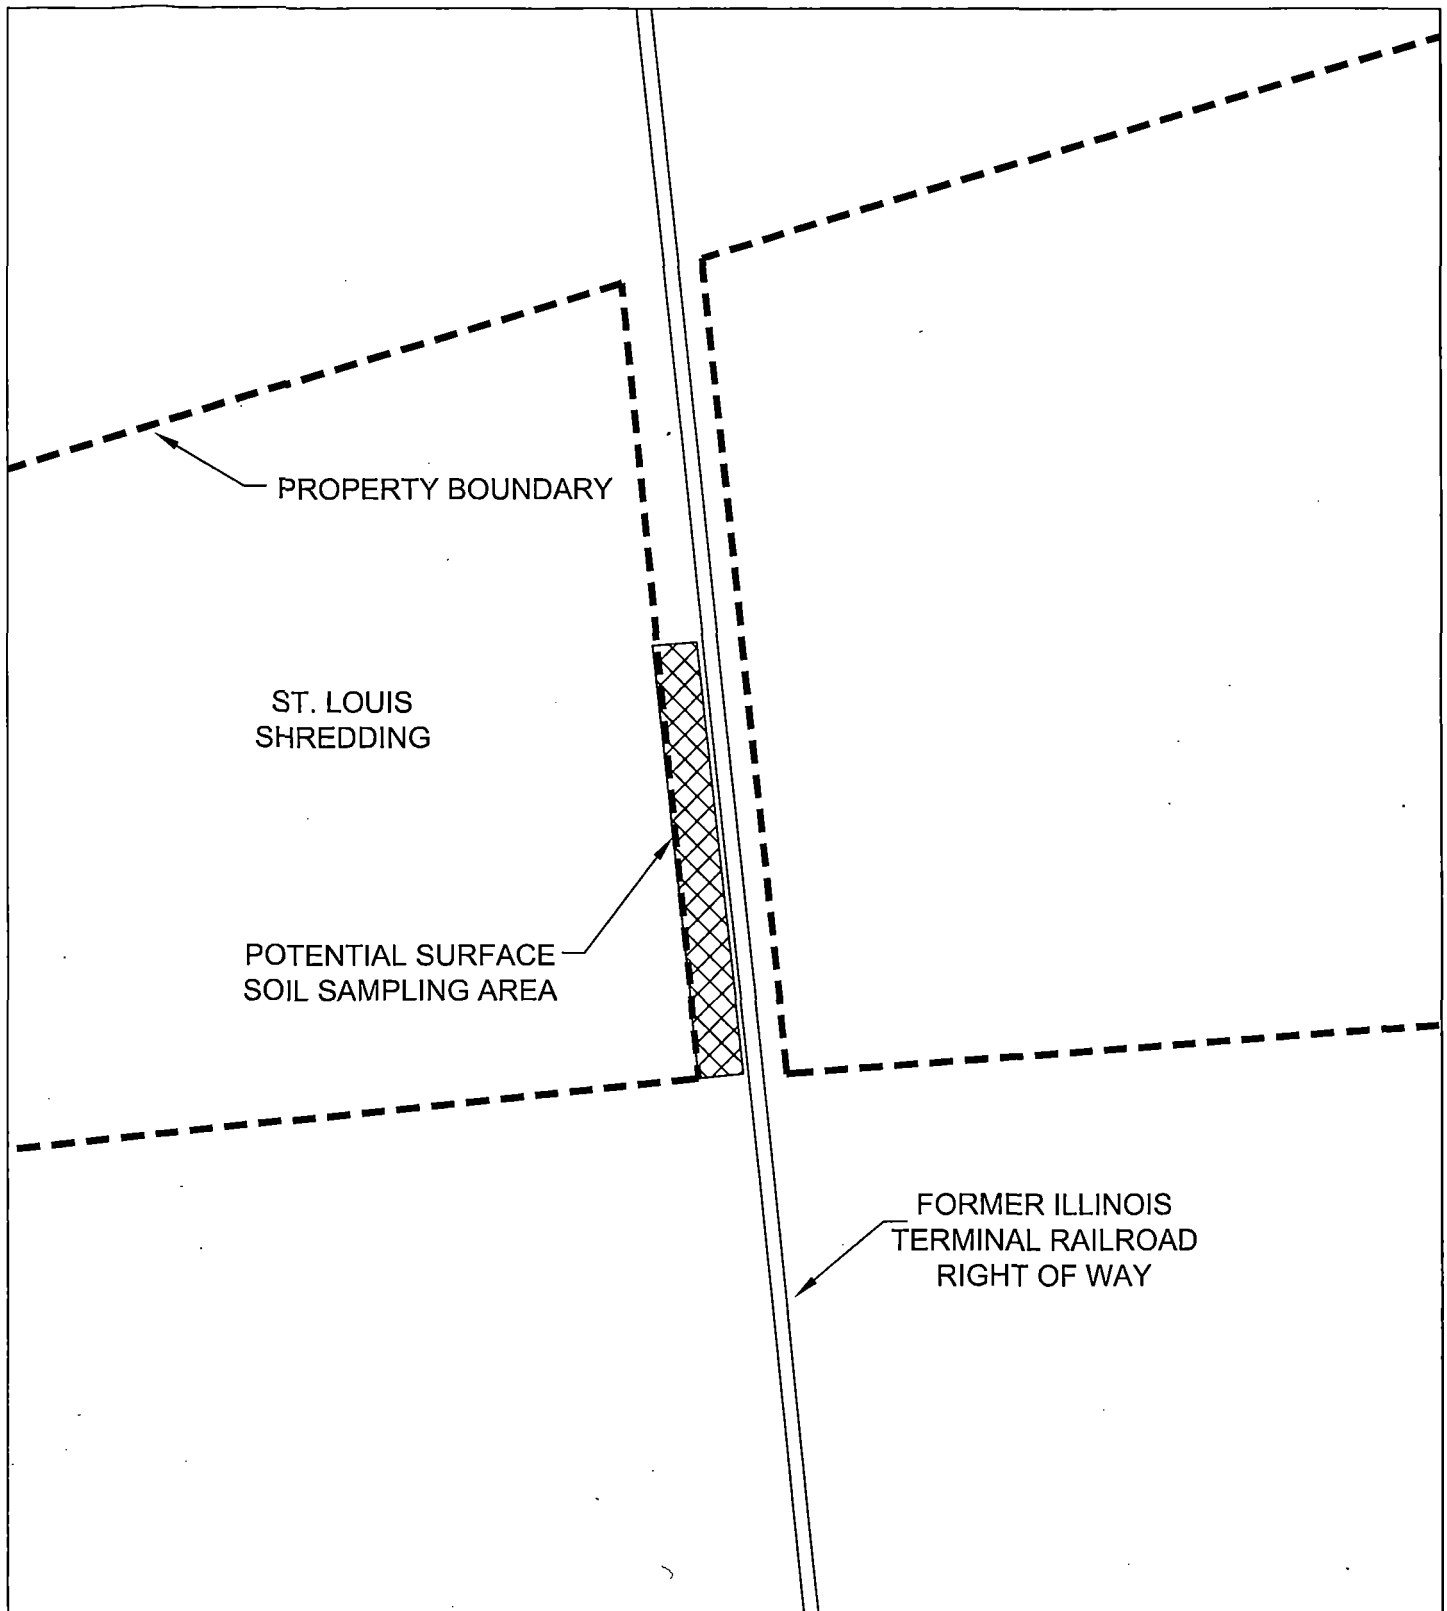 PROPERTY BOUNDARY
ST. LOUIS
SHREDDING
POTENTIAL SURFACE
SOIL SAMPLING AREA
FORMER ILLINOIS
TERMINAL RAILROAD
RIGHT OF WAY